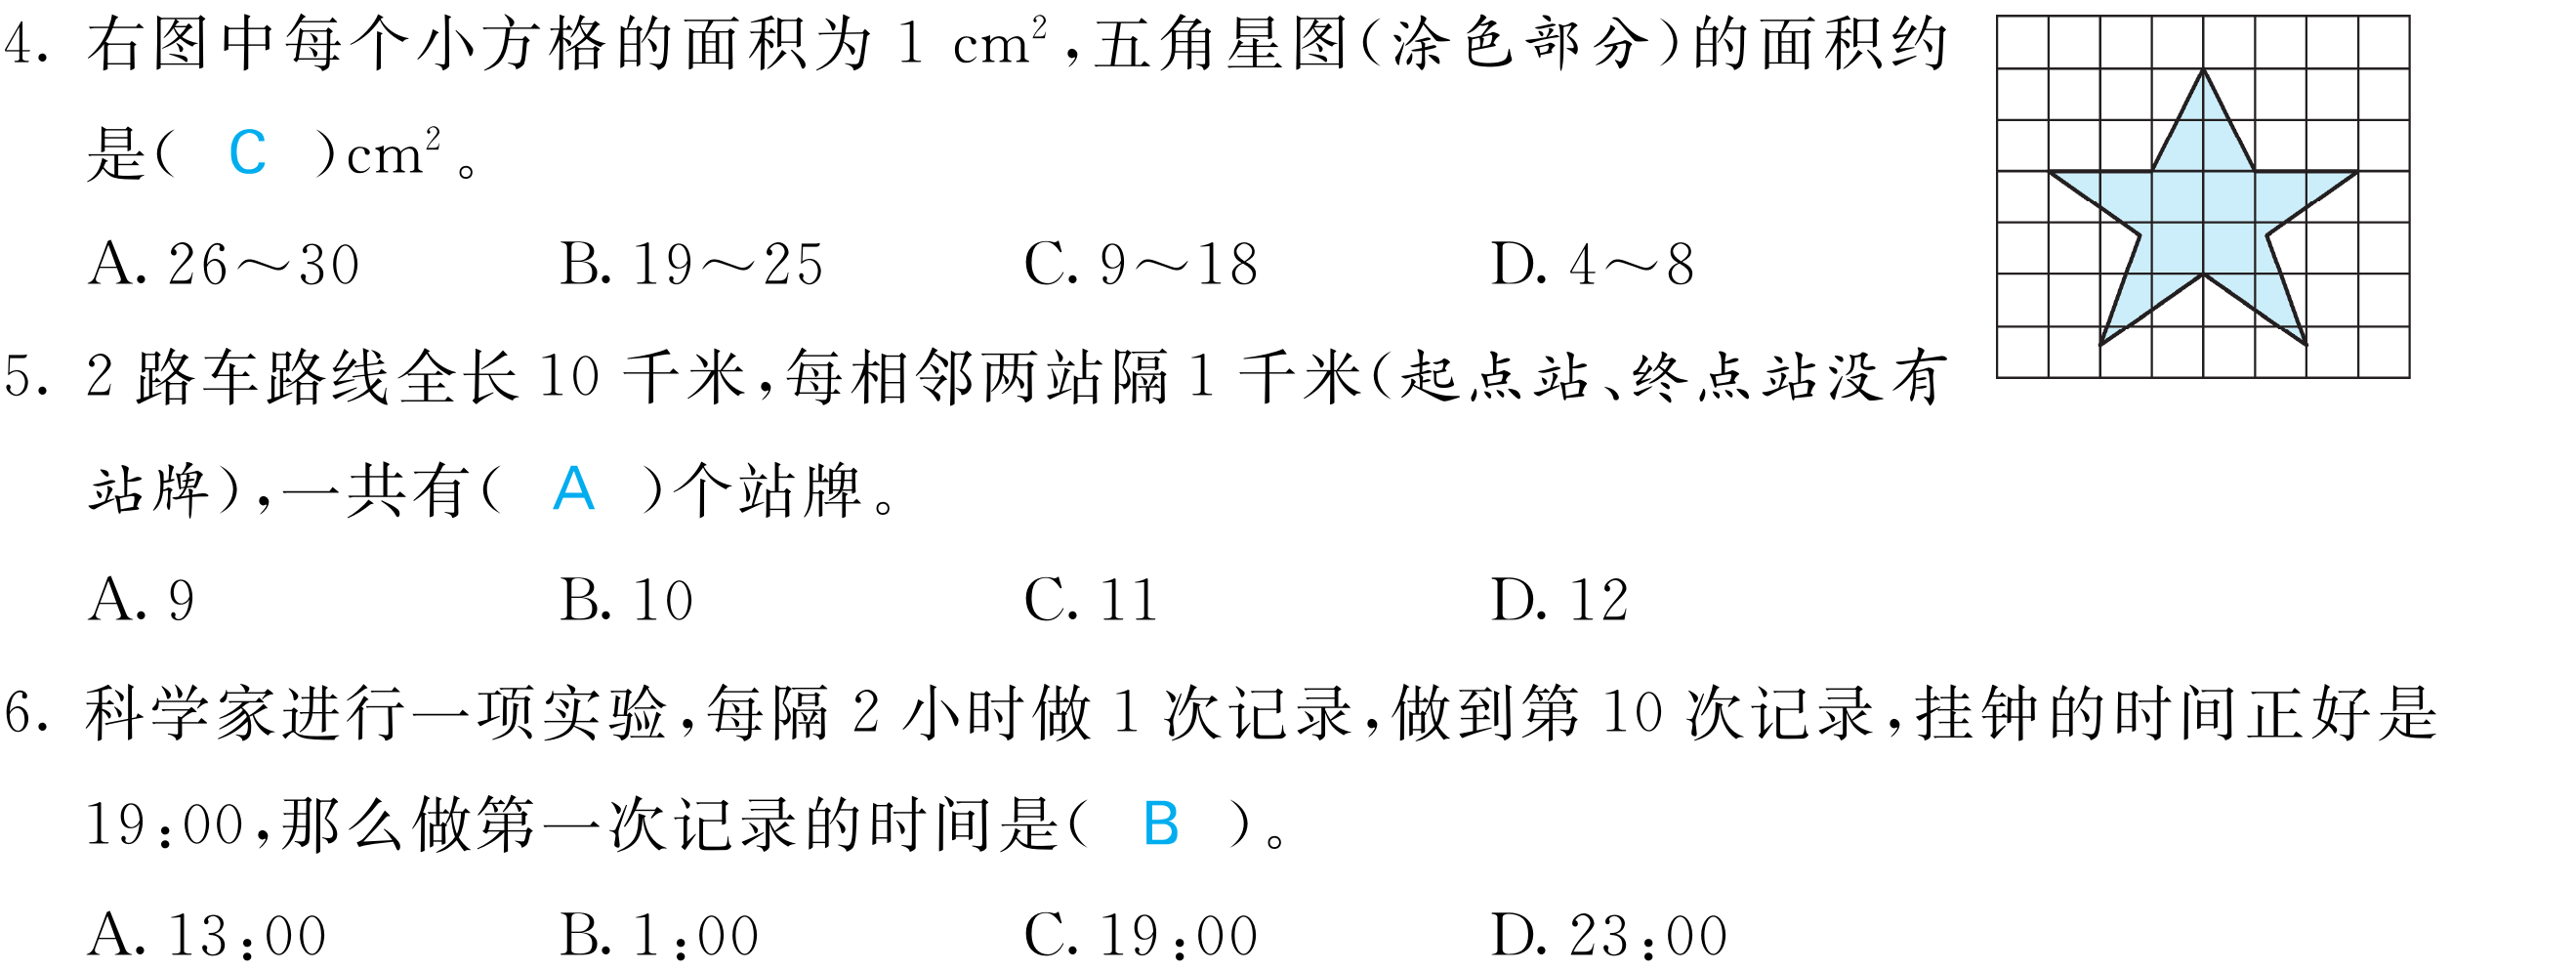 4. 右图中每个小方格的面积为 1 cm²,五角星图(涂色部分)的面积约
是( C )cm²。
A. 26～30 B. 19～25 C. 9～18 D. 4～8
5. 2 路车路线全长 10 千米,每相邻两站隔 1 千米(起点站、终点站没有
站牌),一共有( A )个站牌。
A. 9 B. 10 C. 11 D. 12
6. 科学家进行一项实验,每隔 2 小时做 1 次记录,做到第 10 次记录,挂钟的时间正好是
19:00,那么做第一次记录的时间是( B )。
A. 13:00 B. 1:00 C. 19:00 D. 23:00